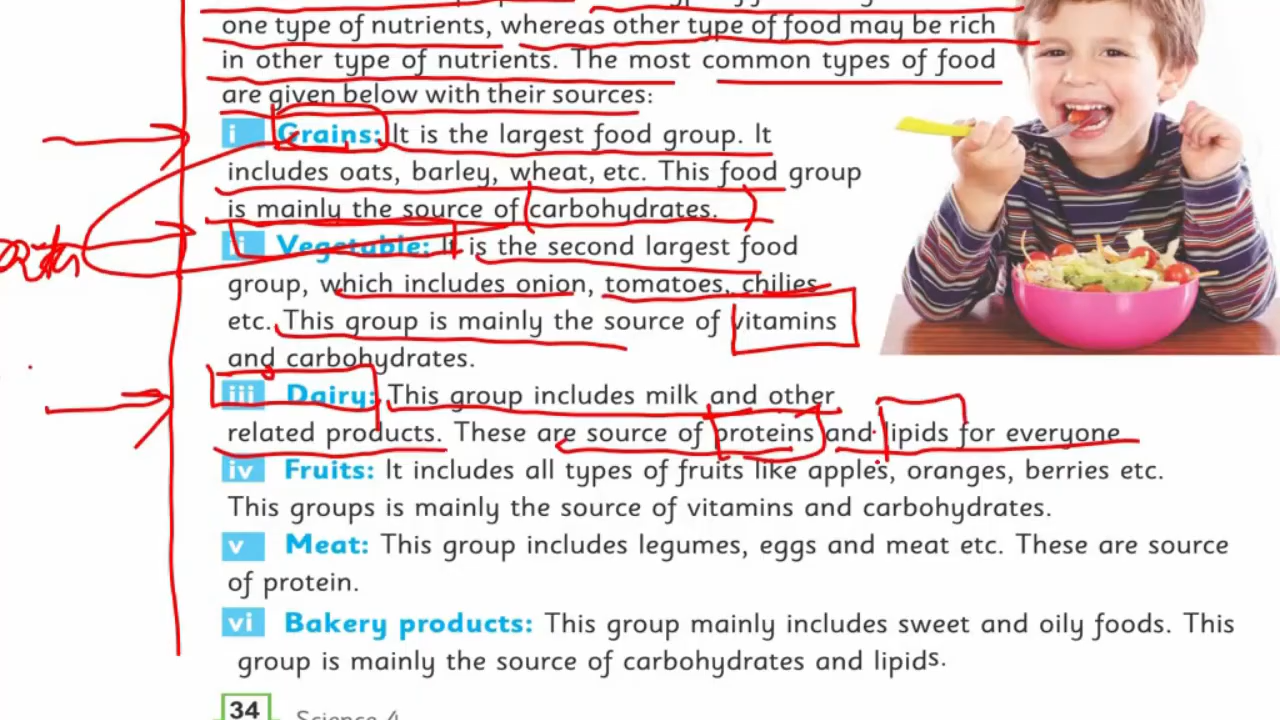 one type of nutrients, whereas other type of food may be rich
in other type of nutrients. The most common types of food
are given below with their sources:
i Grains: It is the largest food group. It
includes oats, barley, wheat, etc. This food group
is mainly the source of carbohydrates.
ii Vegetable: It is the second largest food
group, which includes onion, tomatoes, chilies
etc. This group is mainly the source of vitamins
and carbohydrates.
iii Dairy: This group includes milk and other
related products. These are source of proteins and lipids for everyone
iv Fruits: It includes all types of fruits like apples, oranges, berries etc.
This groups is mainly the source of vitamins and carbohydrates.
v Meat: This group includes legumes, eggs and meat etc. These are source
of protein.
vi Bakery products: This group mainly includes sweet and oily foods. This
group is mainly the source of carbohydrates and lipids.
34 Science 4